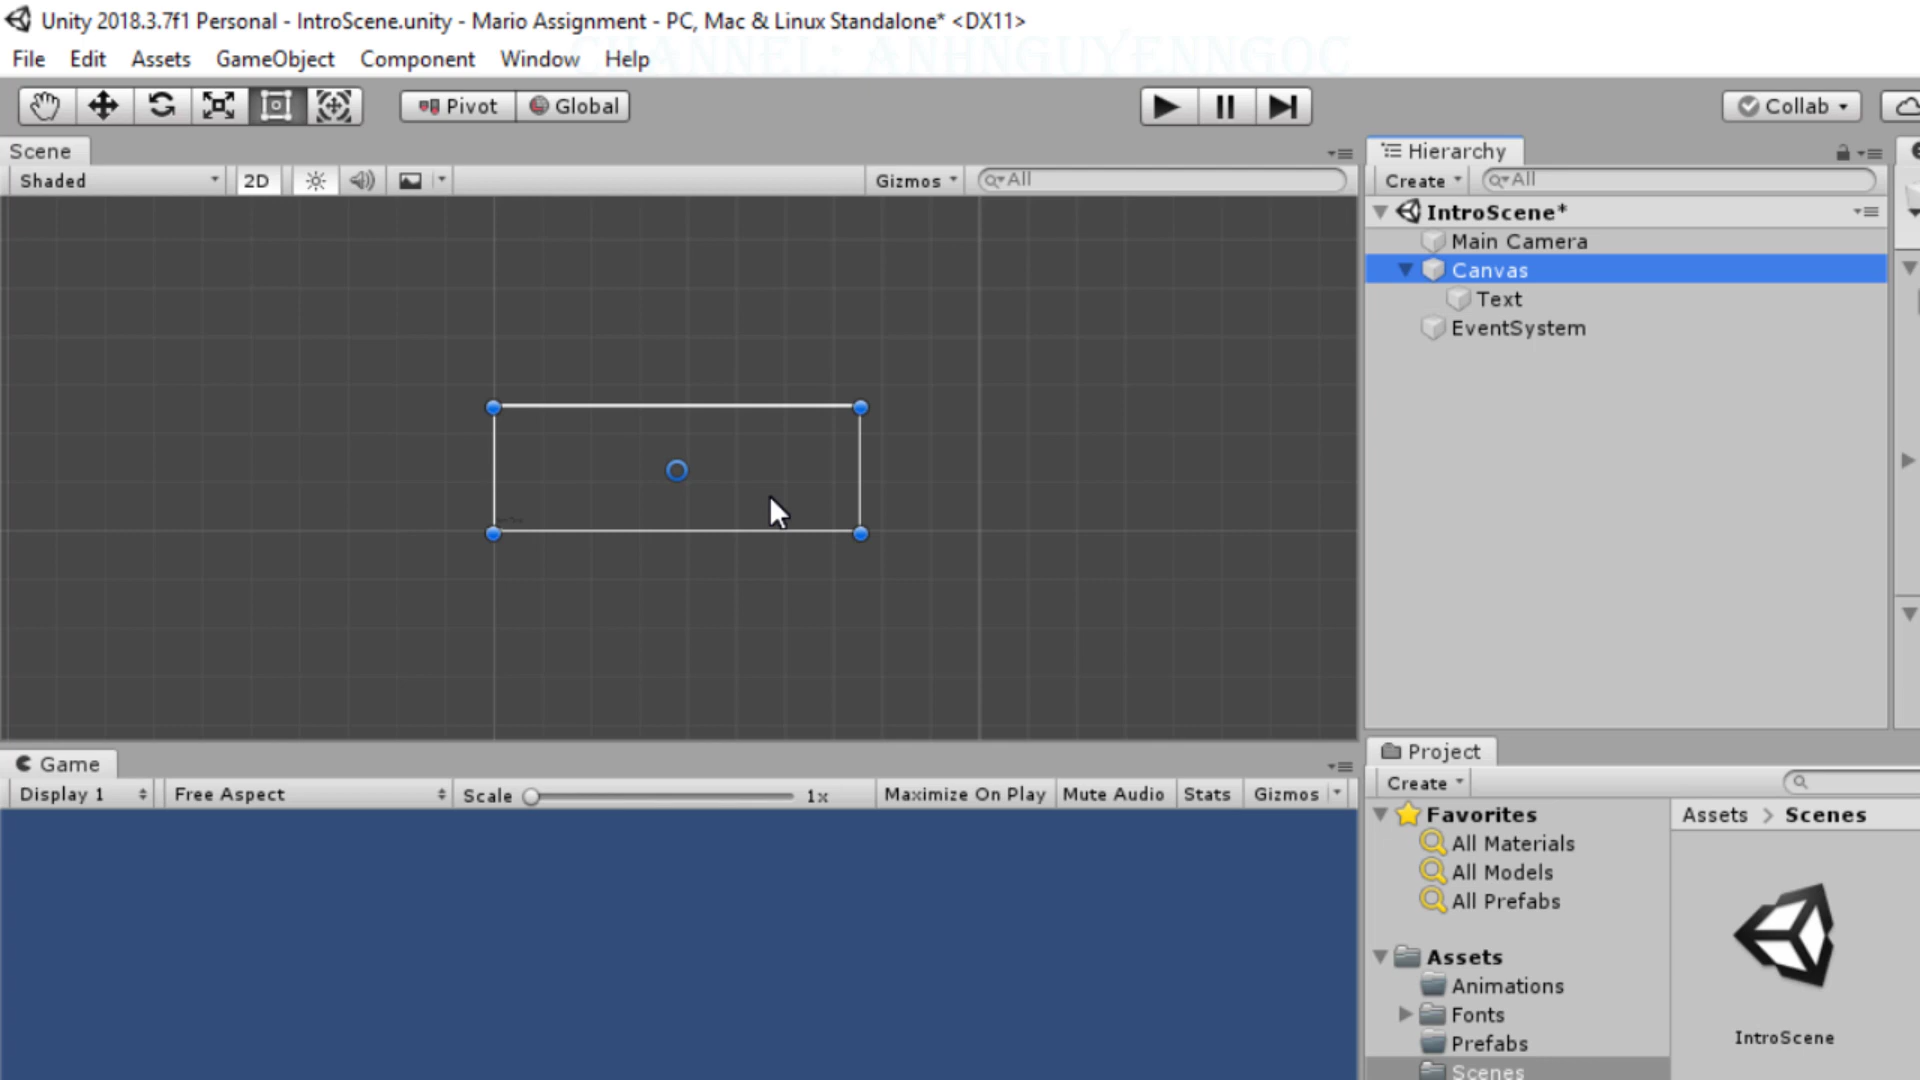 Unity 2018.3.7f1 Personal - IntroScene.unity - Mario Assignment - PC, Mac & Linux Standalone* <DX11>
CHANNEL: ANHNGUYENNGOC
File Edit Assets GameObject Component Window Help
Pivot Global Collab
Scene
Shaded 2D Gizmos All
Hierarchy
Create All
IntroScene*
Main Camera
Canvas
Text
EventSystem
Game
Display 1 Free Aspect Scale 1x Maximize On Play Mute Audio Stats Gizmos
Project
Create
Favorites
All Materials
All Models
All Prefabs
Assets
Animations
Fonts
Prefabs
Scenes
Assets > Scenes
IntroScene